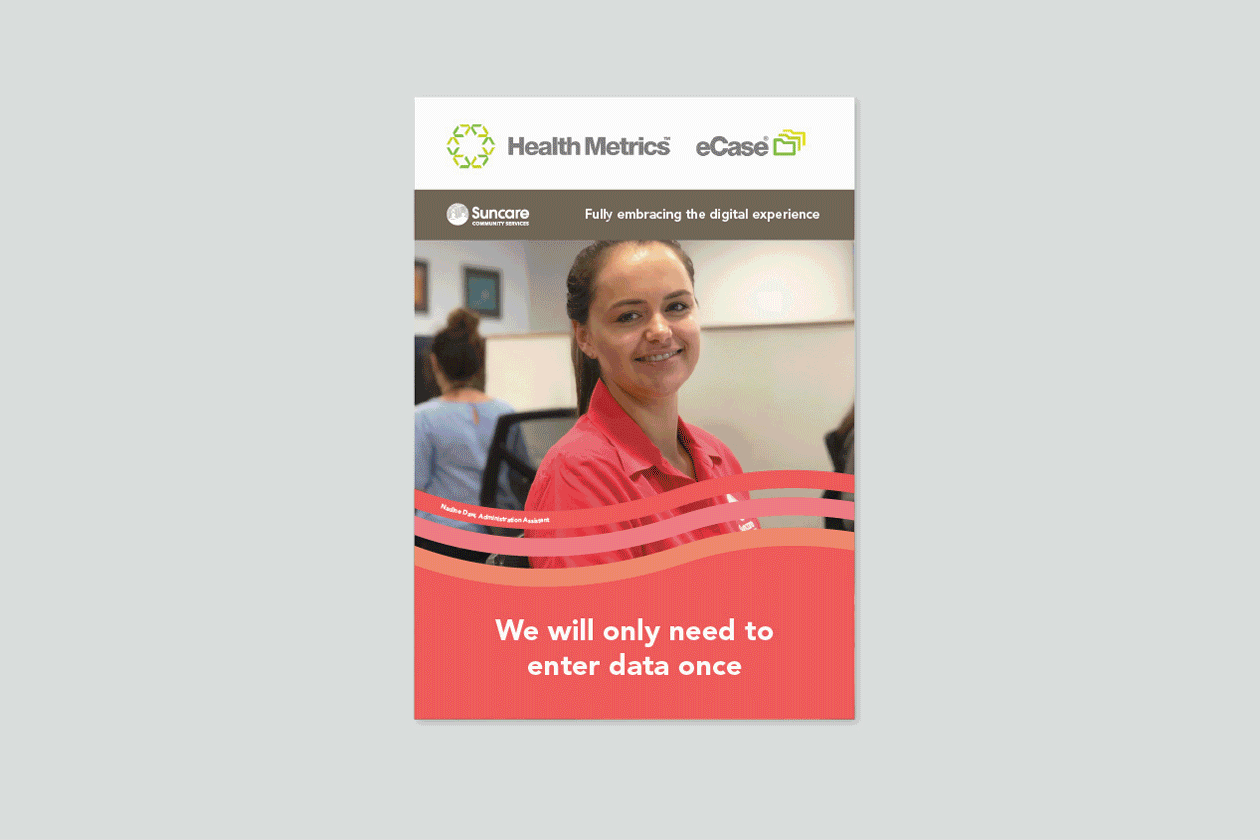 Health Metrics™
eCase®
Suncare
COMMUNITY SERVICES
Fully embracing the digital experience
Administration Assistant
We will only need to
enter data once